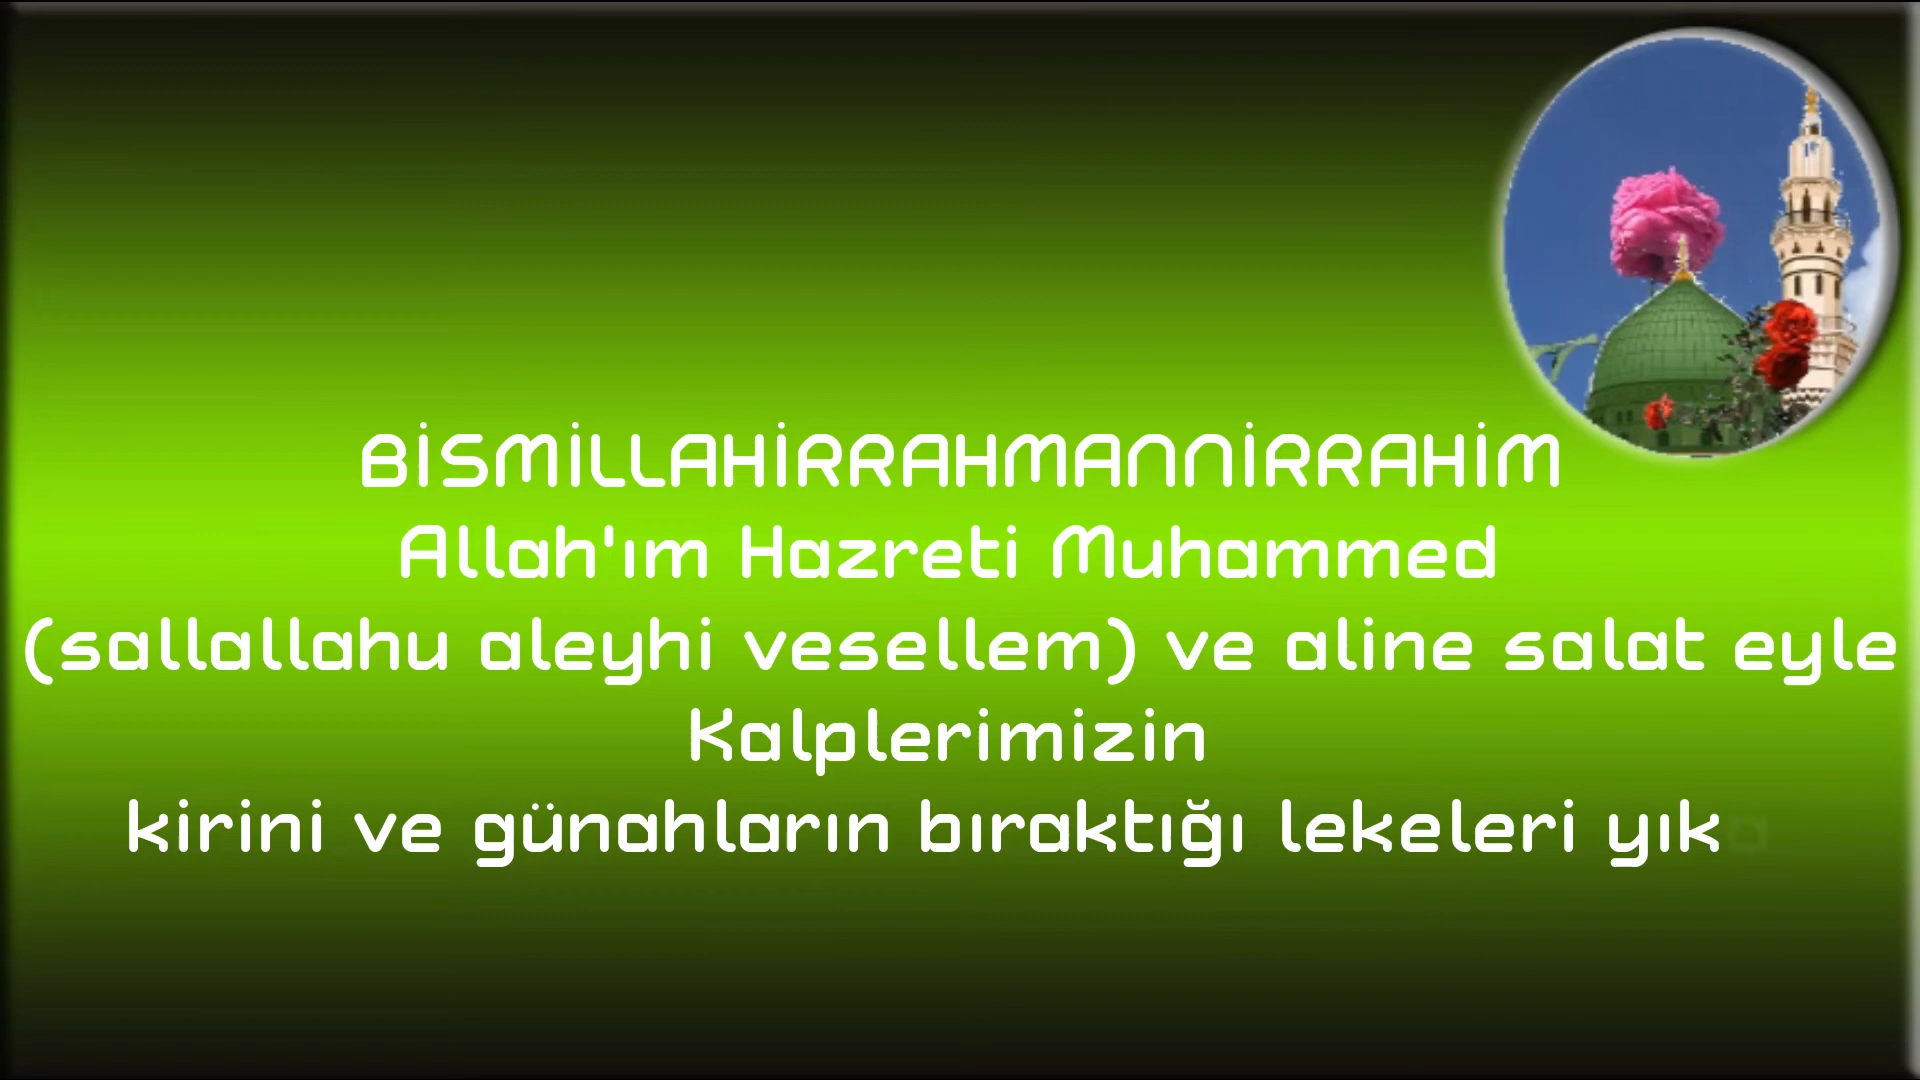 BİSMİLLAHİRRAHMANNİRRAHİM
Allah'ım Hazreti Muhammed
(sallallahu aleyhi vesellem) ve aline salat eyle
Kalplerimizin
kirini ve günahların bıraktığı lekeleri yıka